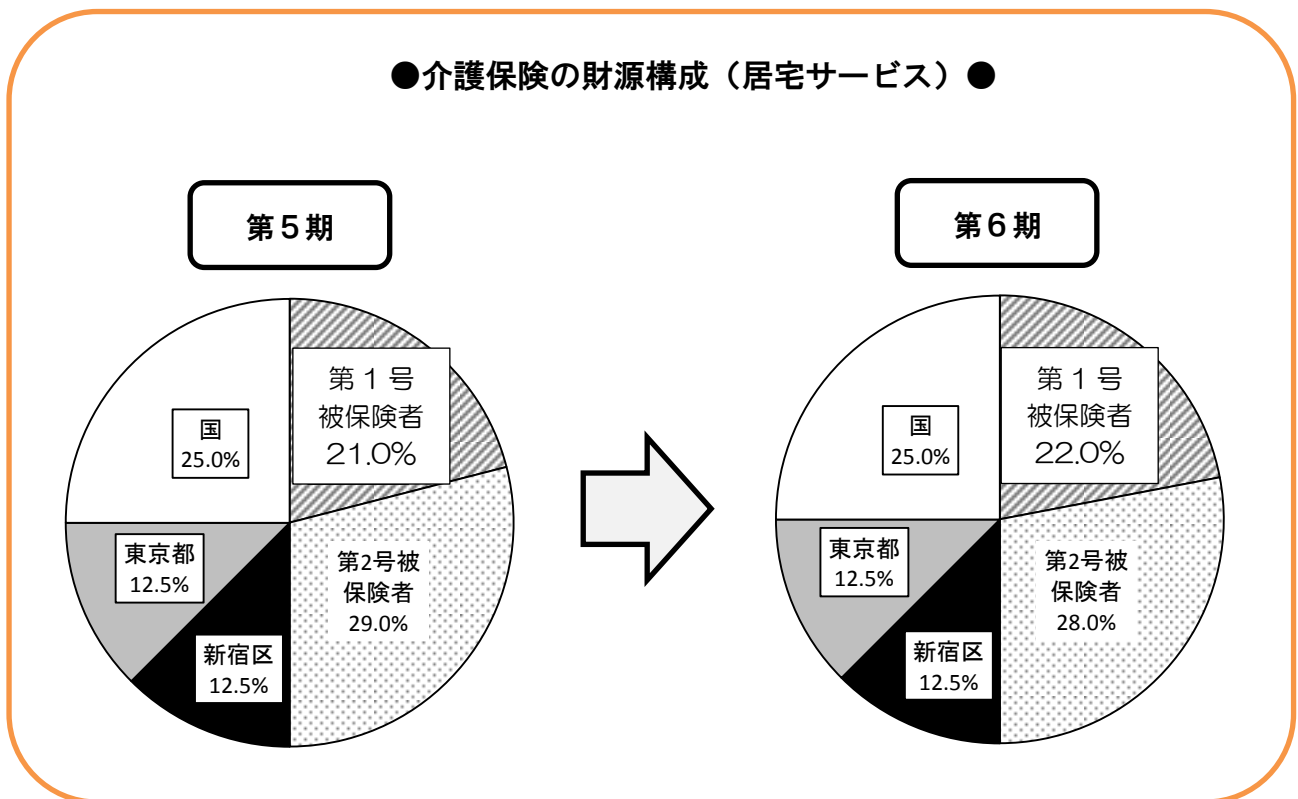 ●介護保険の財源構成（居宅サービス）●
第５期
第１号
被保険者
21.0%
国
25.0%
東京都
12.5%
第2号被
保険者
29.0%
新宿区
12.5%
第６期
第１号
被保険者
22.0%
国
25.0%
東京都
12.5%
第2号被
保険者
28.0%
新宿区
12.5%